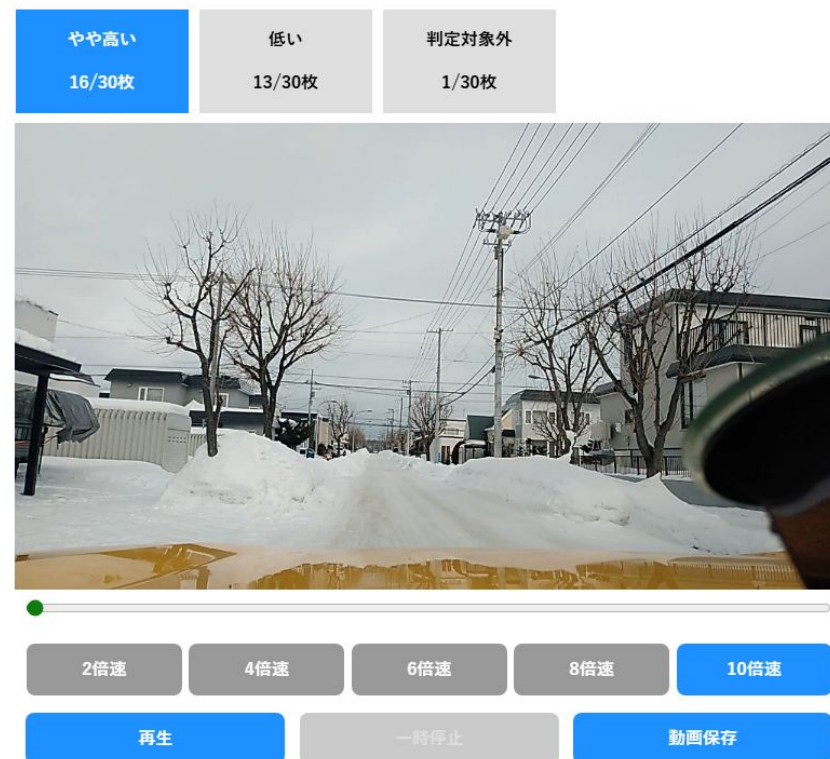 やや高い
16/30枚
低い
13/30枚
判定対象外
1/30枚
2倍速
4倍速
6倍速
8倍速
10倍速
再生
一時停止
動画保存